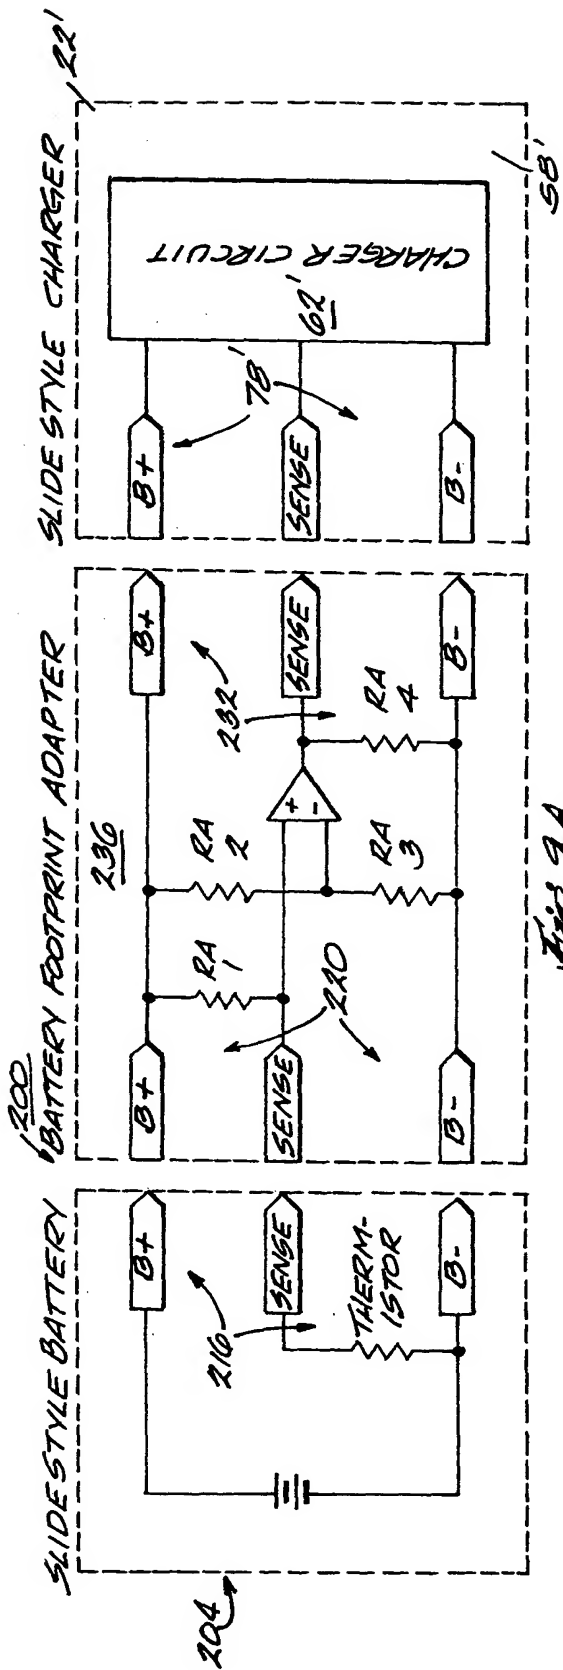 SLIDE STYLE BATTERY
204
B+
SENSE
B-
216
THERM-
ISTOR
200
BATTERY FOOTPRINT ADAPTER
236
B+
SENSE
B-
220
RA
1
RA
2
RA
3
+
-
RA
4
232
B+
SENSE
B-
SLIDE STYLE CHARGER
22'
B+
SENSE
B-
78'
CHARGER CIRCUIT
62'
58'
Fig. 9A